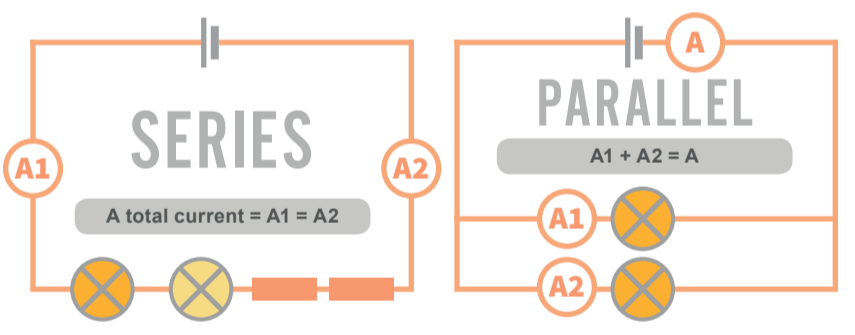 A
SERIES
PARALLEL
A1 + A2 = A
A1
A2
A total current = A1 = A2
A1
A2